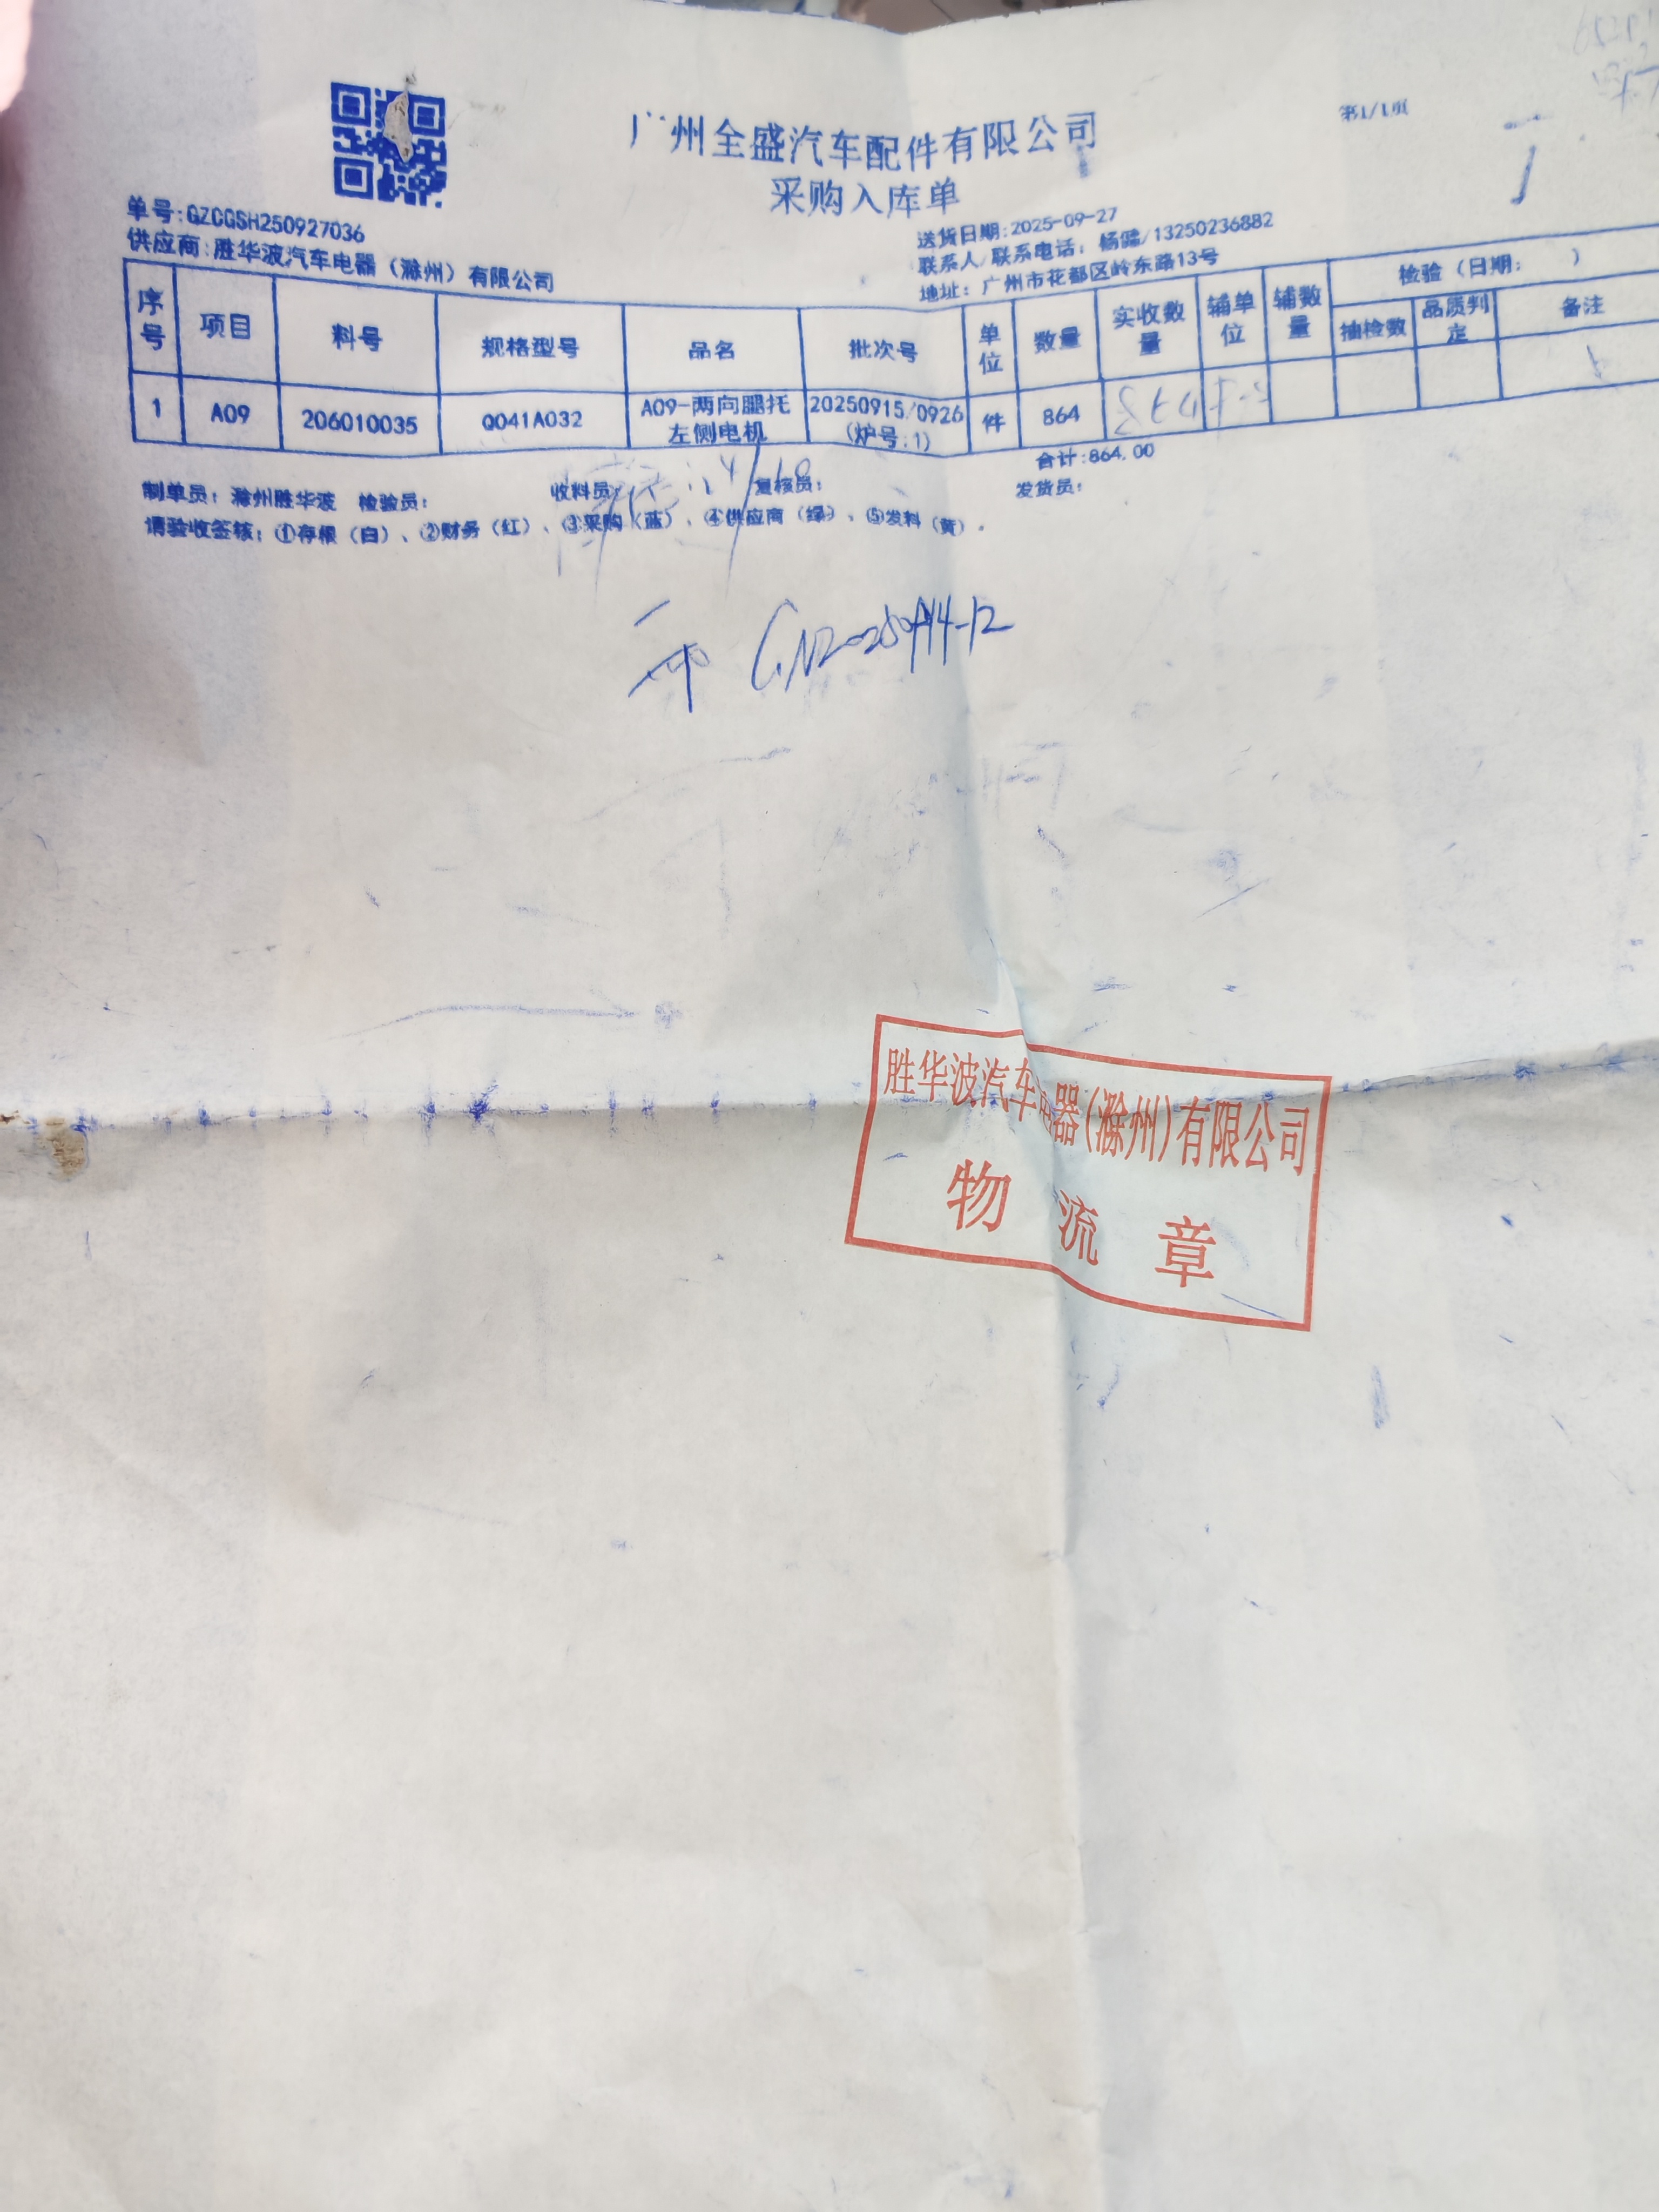 第1/1页
广州全盛汽车配件有限公司
采购入库单
单号:GZCGSH250927036
送货日期:2025-09-27
供应商:胜华波汽车电器（滁州）有限公司
联系人/联系电话: 杨健/13250236882
地址: 广州市花都区岭东路13号
序号 项目 料号 规格型号 品名 批次号 单位 数量 实收数量 辅单位 辅数量 检验（日期: ） 抽检数 品质判定 备注
1 A09 206010035 Q041A032 A09-两向腿托左侧电机 20250915/0926(炉号:1) 件 864
合计:864.00
制单员: 滁州胜华波 检验员: 收料员: 复核员: 发货员:
请验收签核: ①存根（白）、②财务（红）、③采购（蓝）、④供应商（绿）、⑤发料（黄）.
胜华波汽车电器(滁州)有限公司
物流章